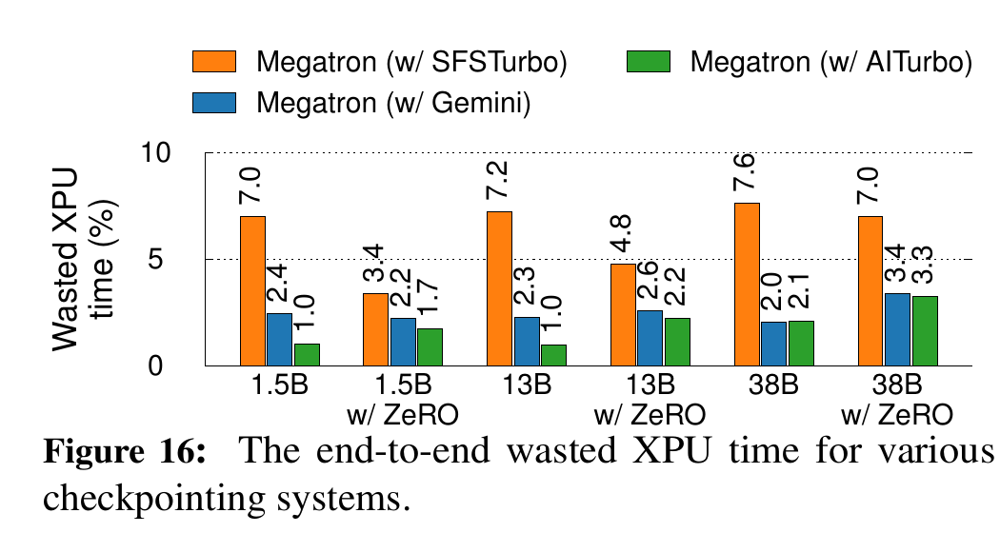 Megatron (w/ SFSTurbo)
Megatron (w/ AITurbo)
Megatron (w/ Gemini)
Wasted XPU
time (%)
10
5
0
7.0
2.4
1.0
3.4
2.2
1.7
7.2
2.3
1.0
4.8
2.6
2.2
7.6
2.0
2.1
7.0
3.4
3.3
1.5B
1.5B
w/ ZeRO
13B
13B
w/ ZeRO
38B
38B
w/ ZeRO
Figure 16: The end-to-end wasted XPU time for various
checkpointing systems.